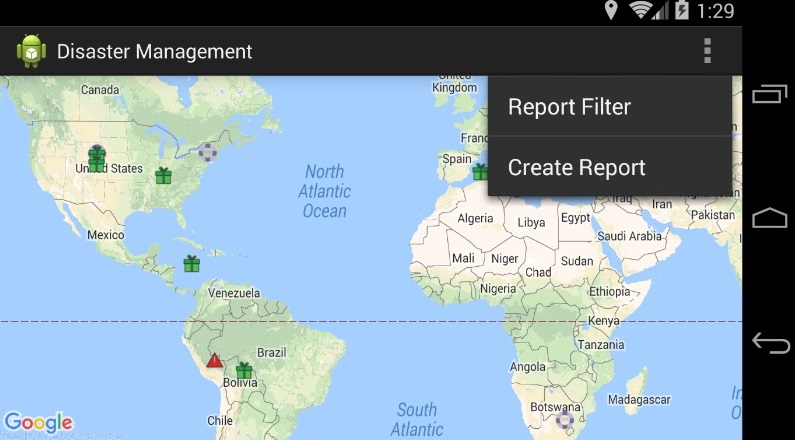 1:29
Disaster Management
Report Filter
Create Report
Canada
United
Kingdom
Spain
United States
North
Atlantic
Ocean
Mexico
Algeria
Libya
Egypt
Iraq
Iran
Pakistan
Saudi Arabia
Mali
Niger
Chad
Sudan
Nigeria
Ethiopia
Venezuela
Kenya
Tanzania
Brazil
Bolivia
Angola
Botswana
Madagascar
Chile
South
Atlantic
Google